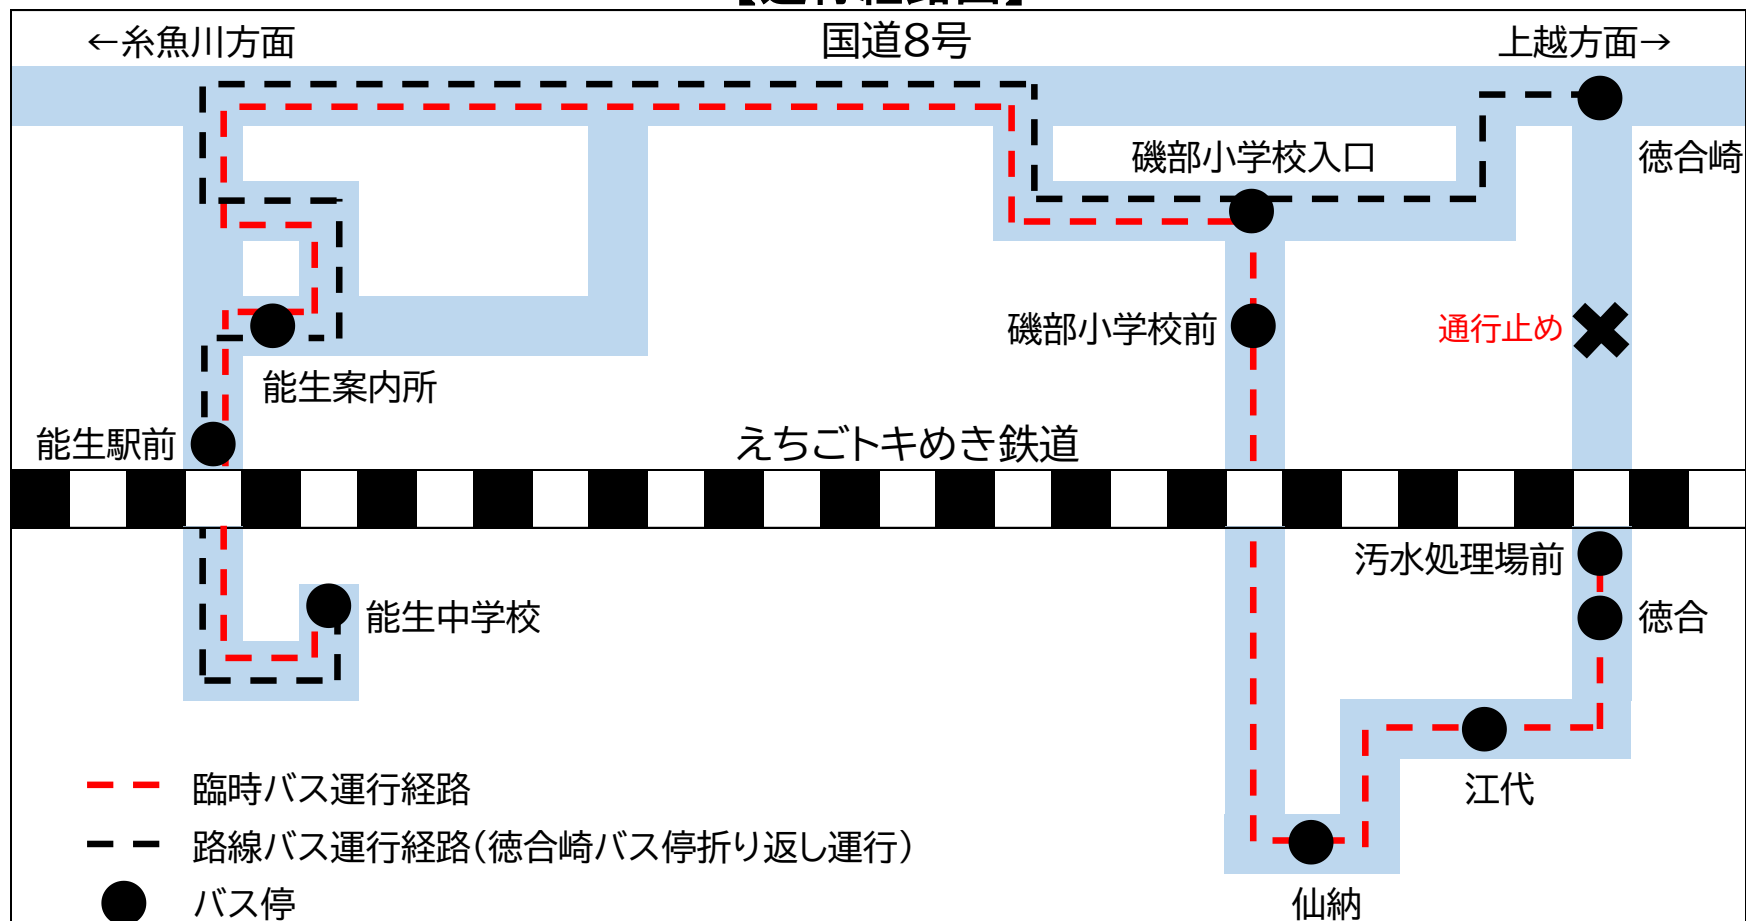 【運行経路図】
←糸魚川方面
国道8号
上越方面→
磯部小学校入口
徳合崎
磯部小学校前
通行止め
能生案内所
能生駅前
えちごトキめき鉄道
汚水処理場前
能生中学校
徳合
臨時バス運行経路
江代
路線バス運行経路(徳合崎バス停折り返し運行)
バス停
仙納